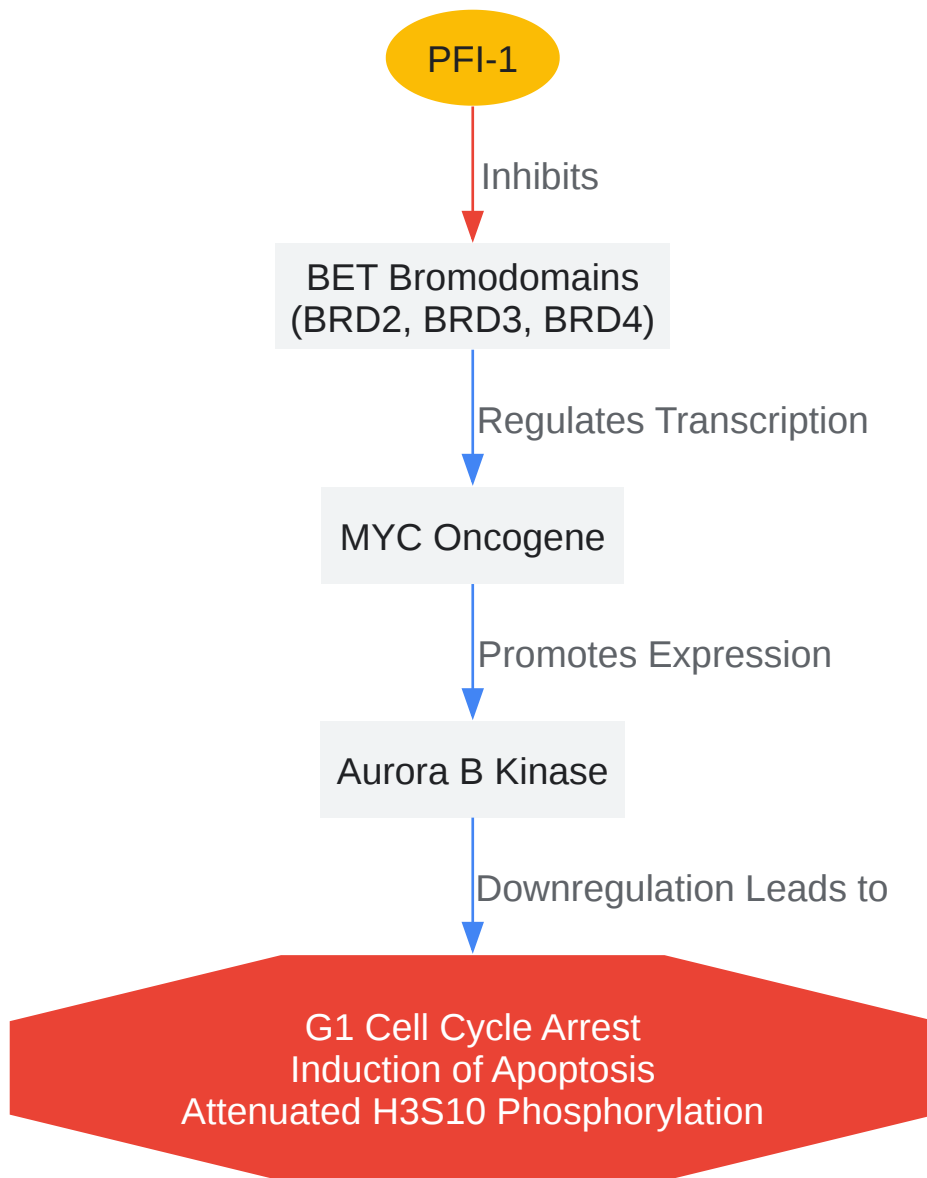 PFI-1
Inhibits
BET Bromodomains
(BRD2, BRD3, BRD4)
Regulates Transcription
MYC Oncogene
Promotes Expression
Aurora B Kinase
Downregulation Leads to
G1 Cell Cycle Arrest
Induction of Apoptosis
Attenuated H3S10 Phosphorylation